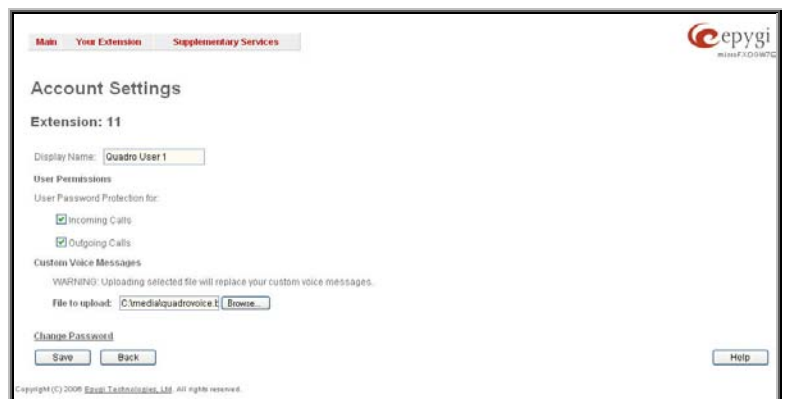 Main Your Extension Supplementary Services
epygi
Account Settings
Extension: 11
Display Name: Quadro User 1
User Permissions
User Password Protection for:
Incoming Calls
Outgoing Calls
Custom Voice Messages
WARNING: Uploading selected file will replace your custom voice messages.
File to upload: C:\media\quadrovoice.t Browse...
Change Password
Save Back Help
Copyright (C) 2006 Epygi Technologies, Ltd. All rights reserved.